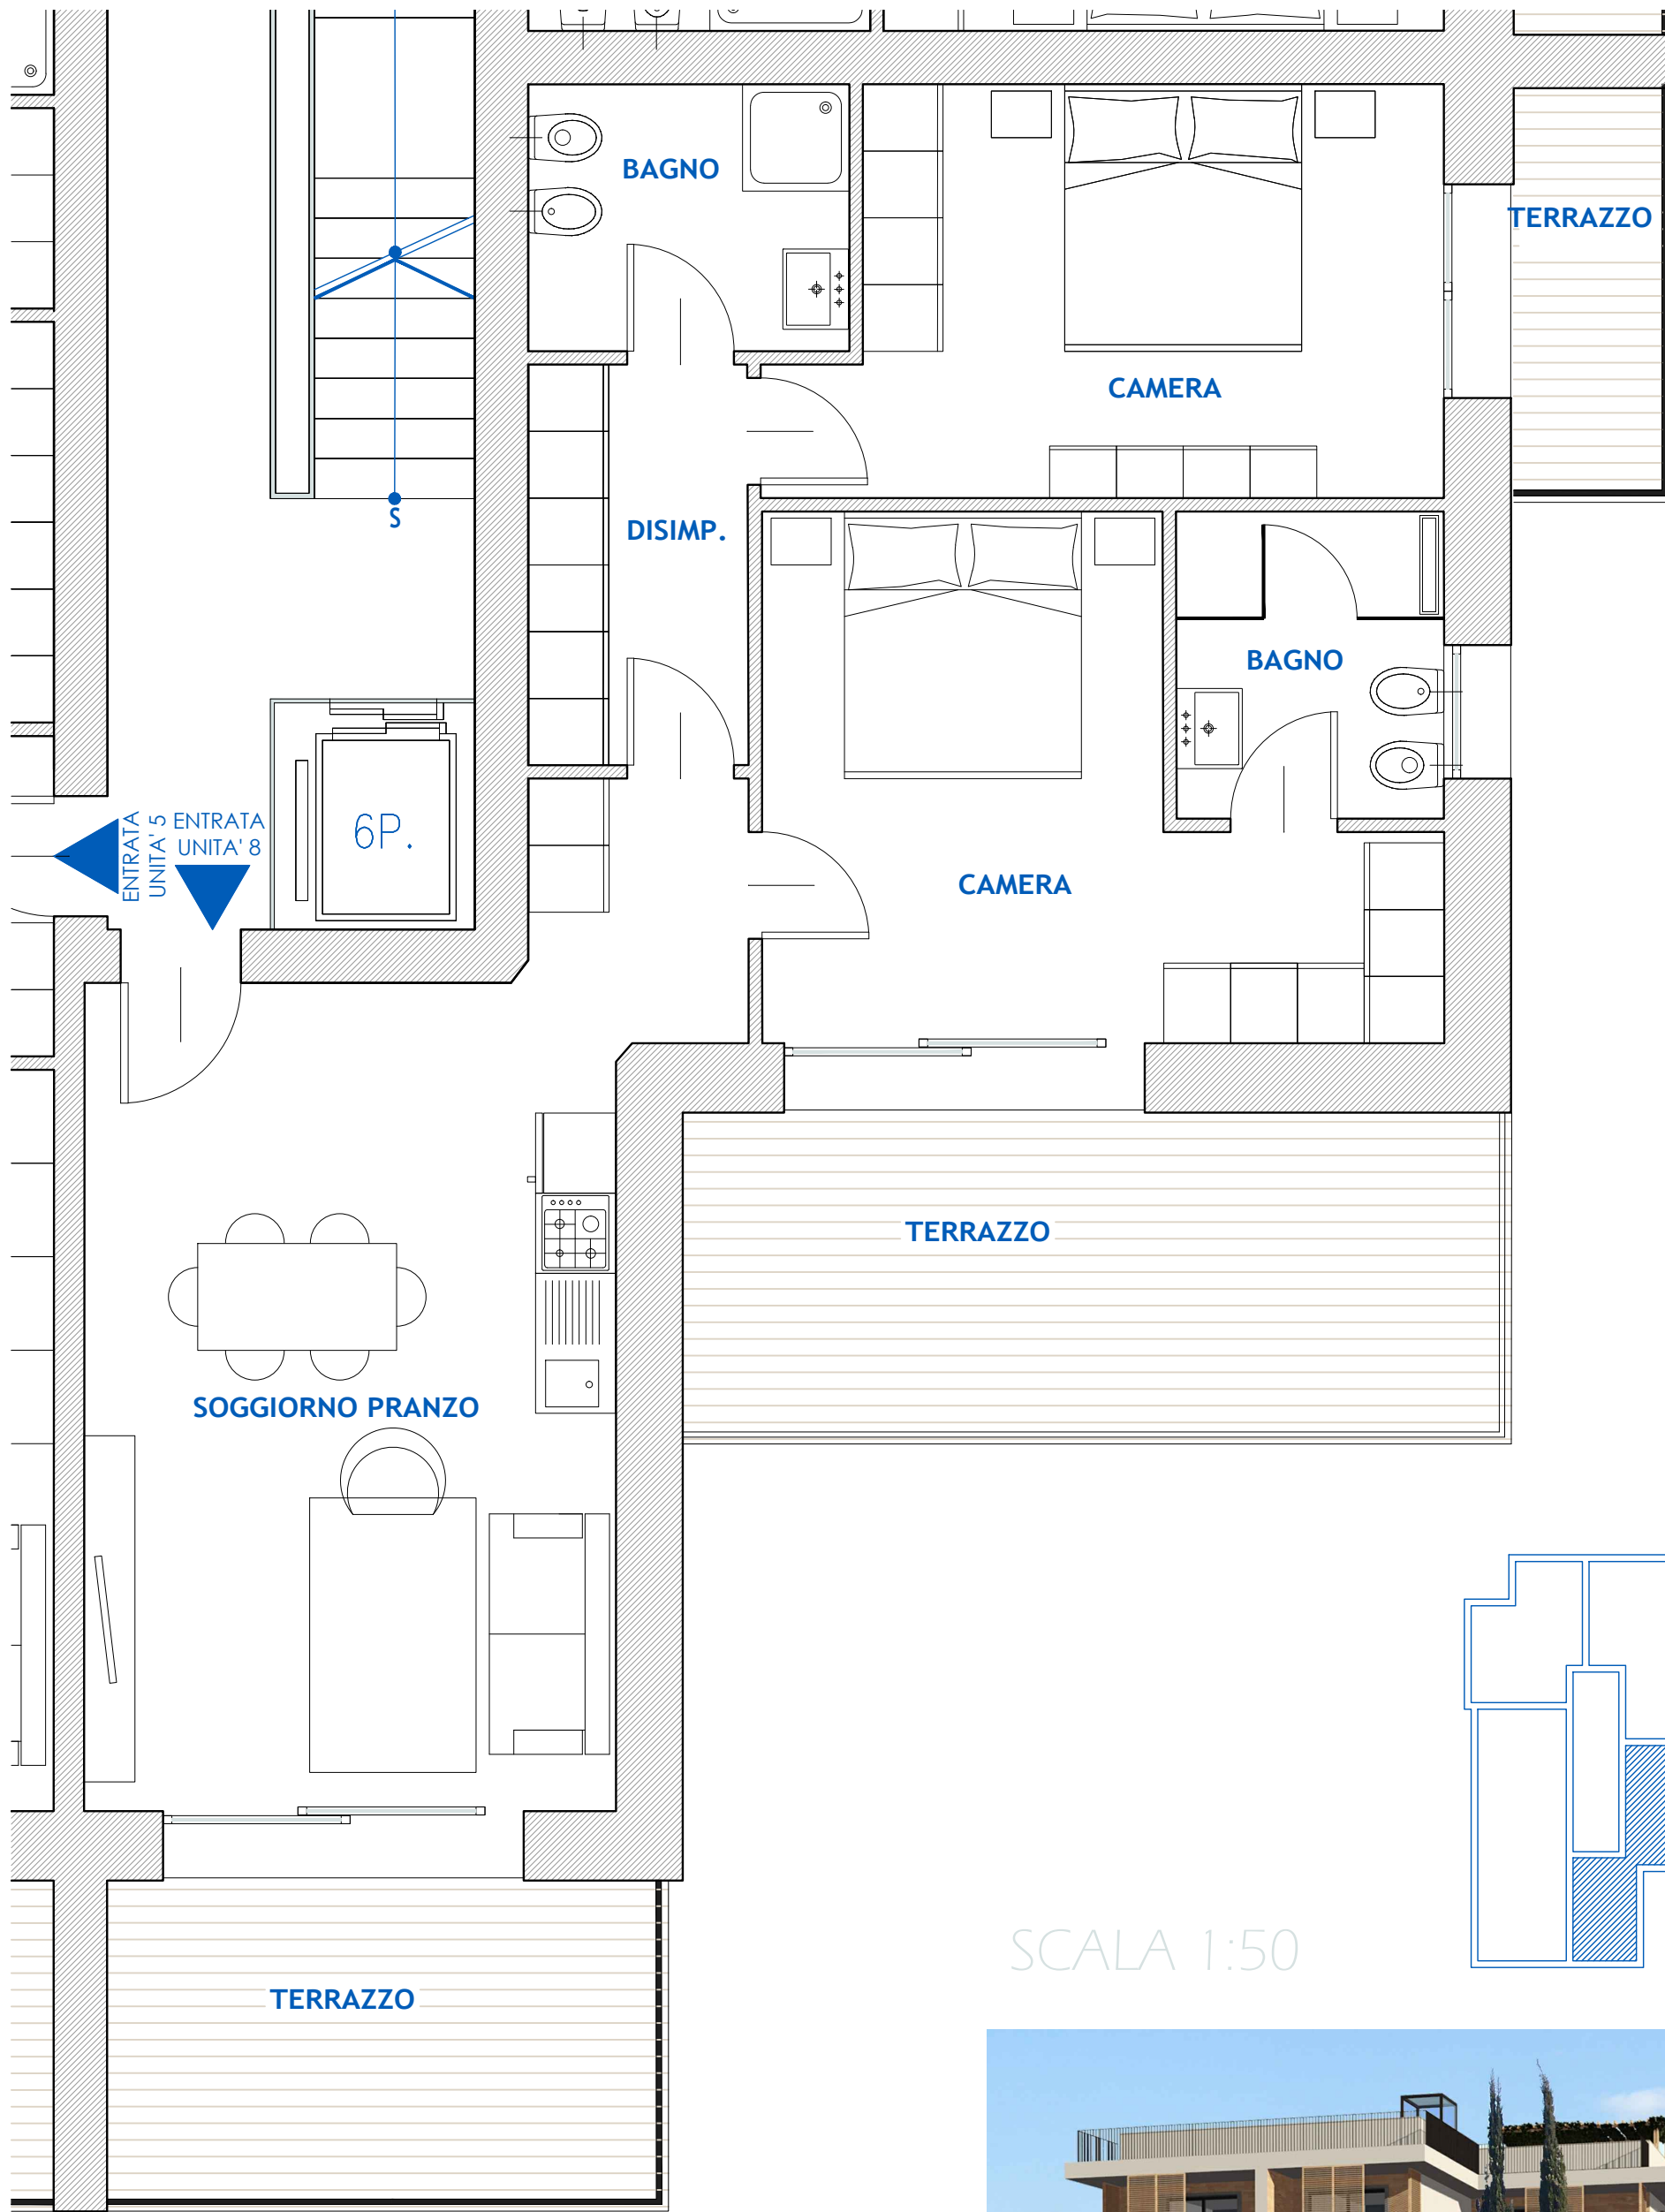 BAGNO
TERRAZZO
CAMERA
S
DISIMP.
BAGNO
ENTRATA
UNITA' 5
ENTRATA
UNITA' 8
6P.
CAMERA
TERRAZZO
SOGGIORNO PRANZO
SCALA 1:50
TERRAZZO